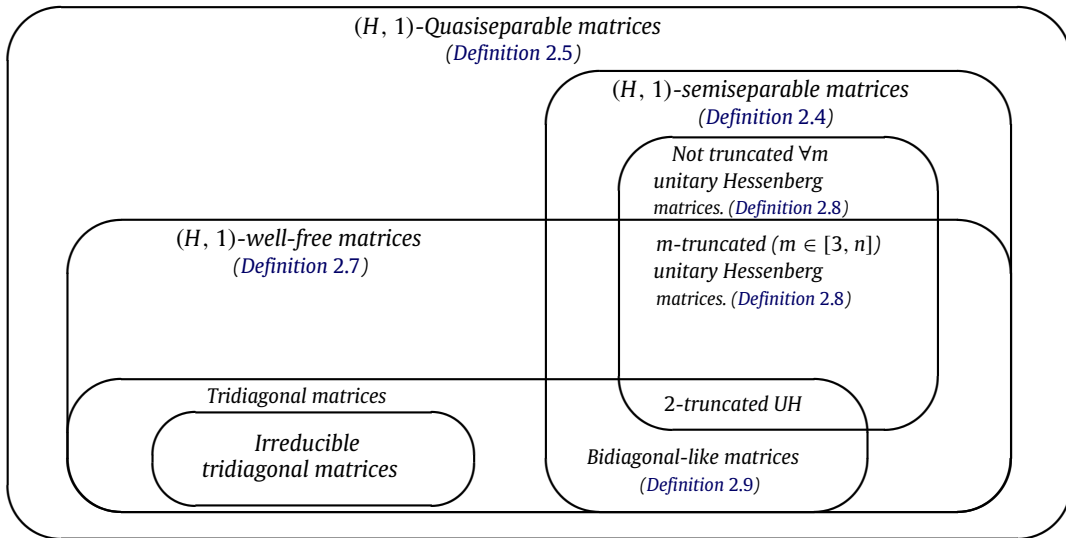 (H, 1)-Quasiseparable matrices
(Definition 2.5)
(H, 1)-semiseparable matrices
(Definition 2.4)
Not truncated ∀m
unitary Hessenberg
matrices. (Definition 2.8)
(H, 1)-well-free matrices
(Definition 2.7)
m-truncated (m ∈ [3, n])
unitary Hessenberg
matrices. (Definition 2.8)
Tridiagonal matrices
2-truncated UH
Irreducible
tridiagonal matrices
Bidiagonal-like matrices
(Definition 2.9)